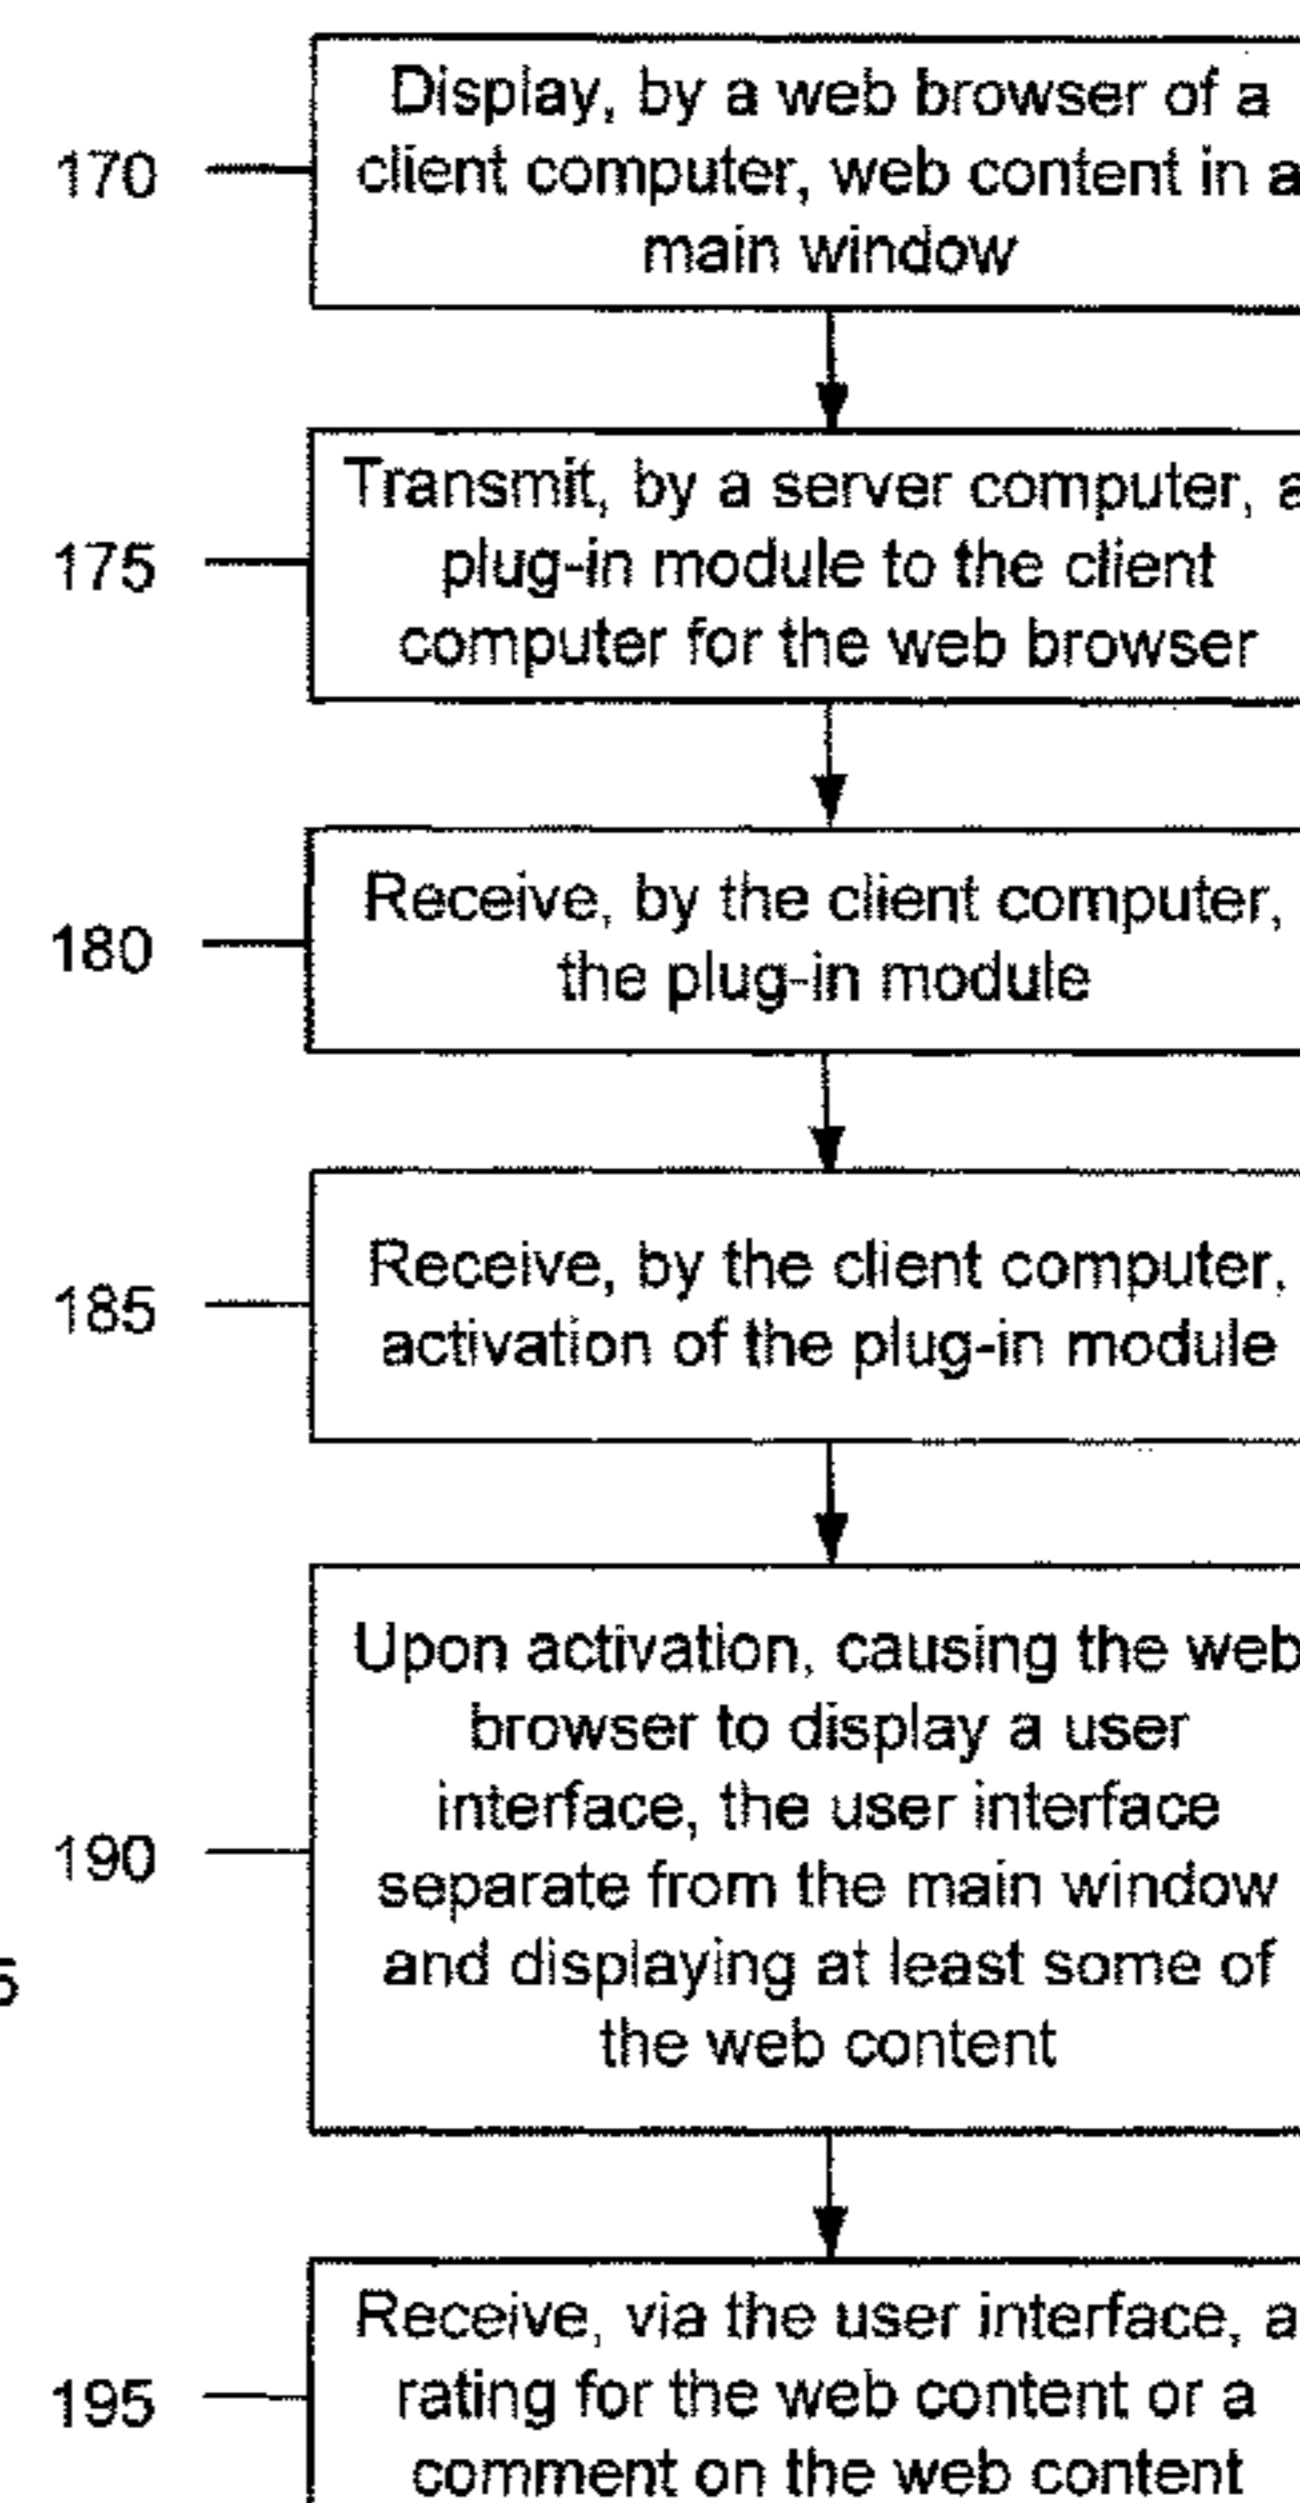 Display, by a web browser of a
170
client computer, web content in a
main window
Transmit, by a server computer, a
175
plug-in module to the client
computer for the web browser
Receive, by the client computer,
180
the plug-in module
Receive, by the client computer,
185
activation of the plug-in module
Upon activation, causing the web
browser to display a user
interface, the user interface
190
separate from the main window
and displaying at least some of
5
the web content
Receive, via the user interface, a
195
rating for the web content or a
comment on the web content